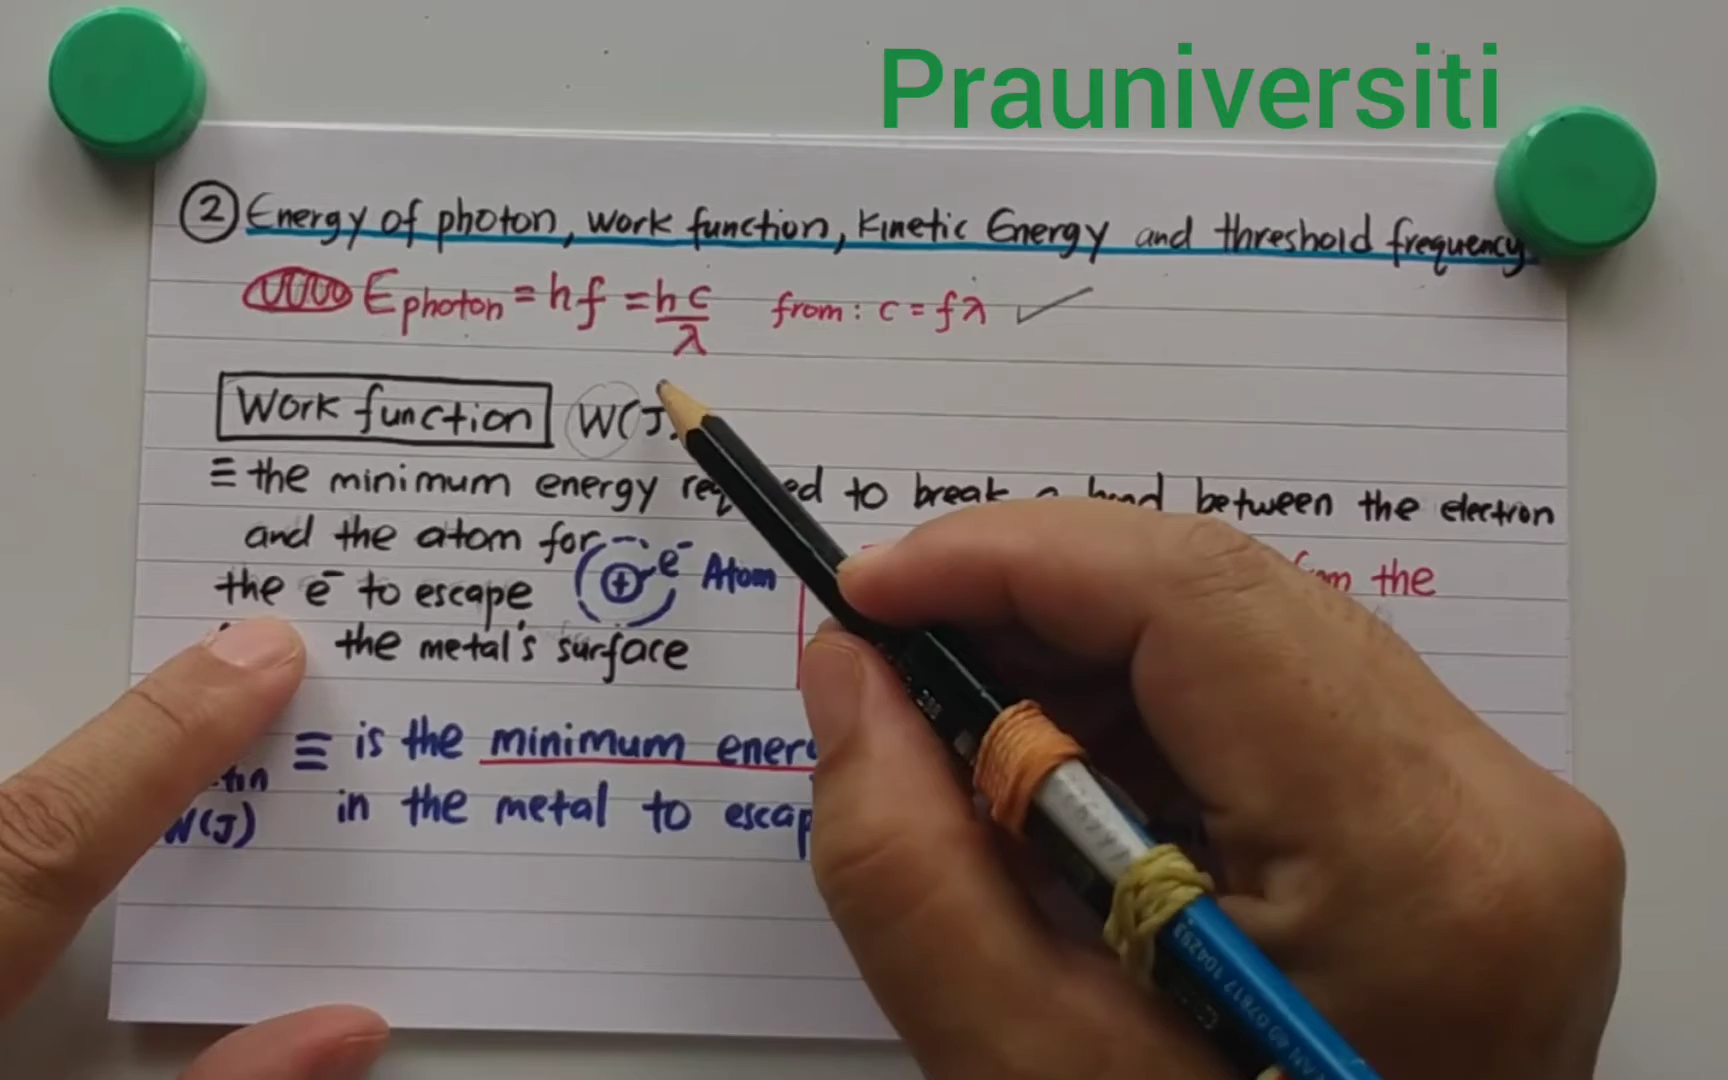 Prauniversiti
② Energy of photon, work function, Kinetic Energy and threshold frequency
E photon = hf = hc/λ from: c = fλ ✓
Work function W(J)
≡ the minimum energy to break a between the electron
and the atom for
e⁻ Atom
the e⁻ to escape
the metal's surface
the
≡ is the minimum
W(J) in the metal to